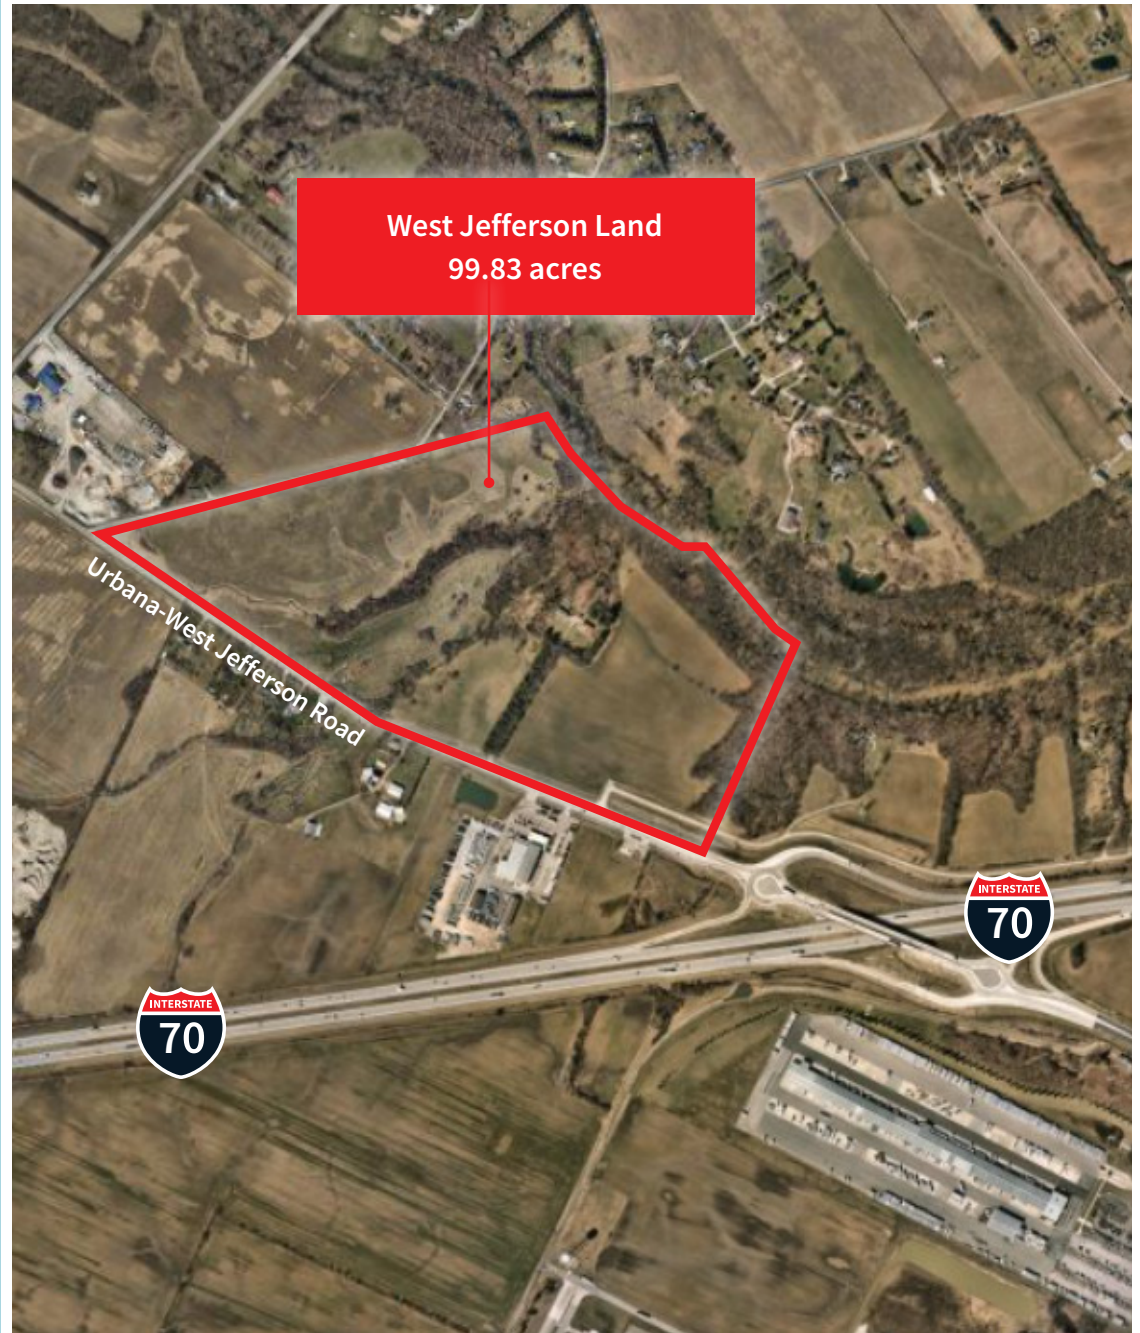 West Jefferson Land
99.83 acres
Urbana-West Jefferson Road
INTERSTATE
70
INTERSTATE
70